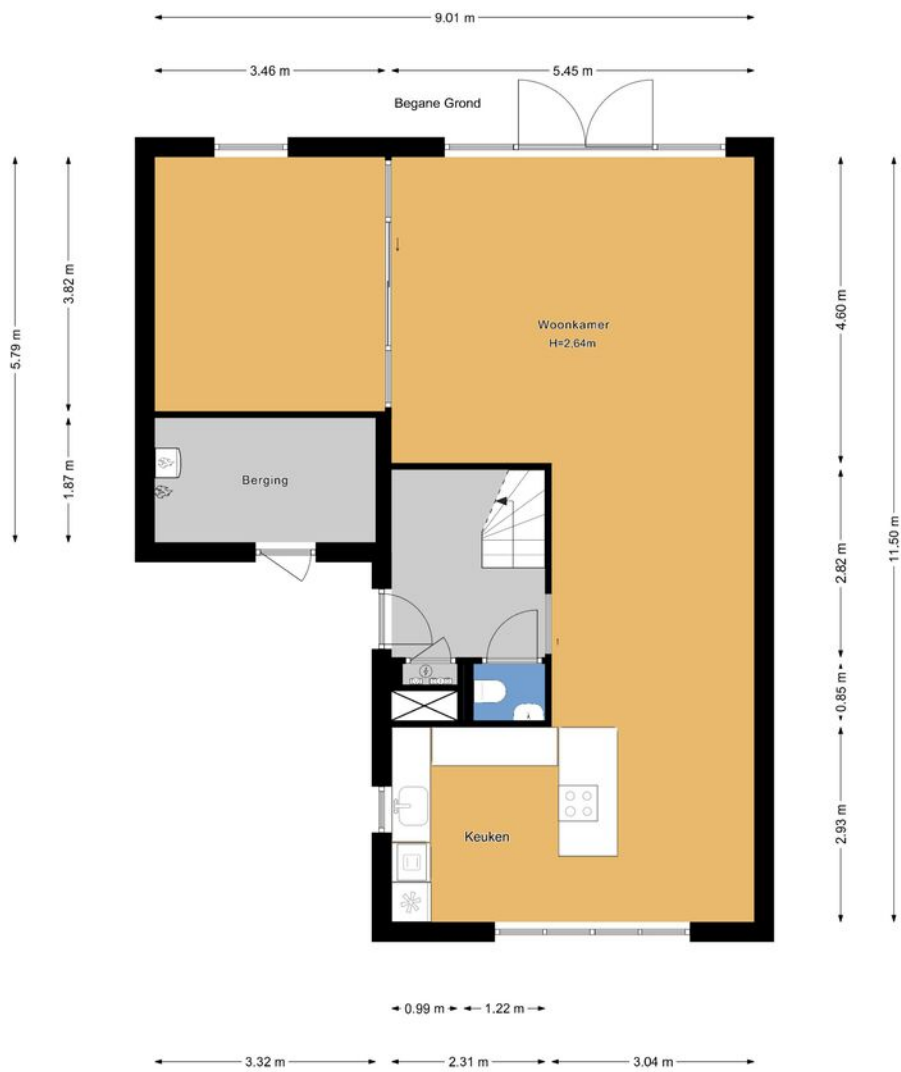 9.01 m
3.46 m
5.45 m
Begane Grond
5.79 m
3.82 m
1.87 m
Woonkamer
H=2.64m
Berging
4.60 m
2.82 m
0.85 m
2.93 m
11.50 m
Keuken
0.99 m
1.22 m
3.32 m
2.31 m
3.04 m